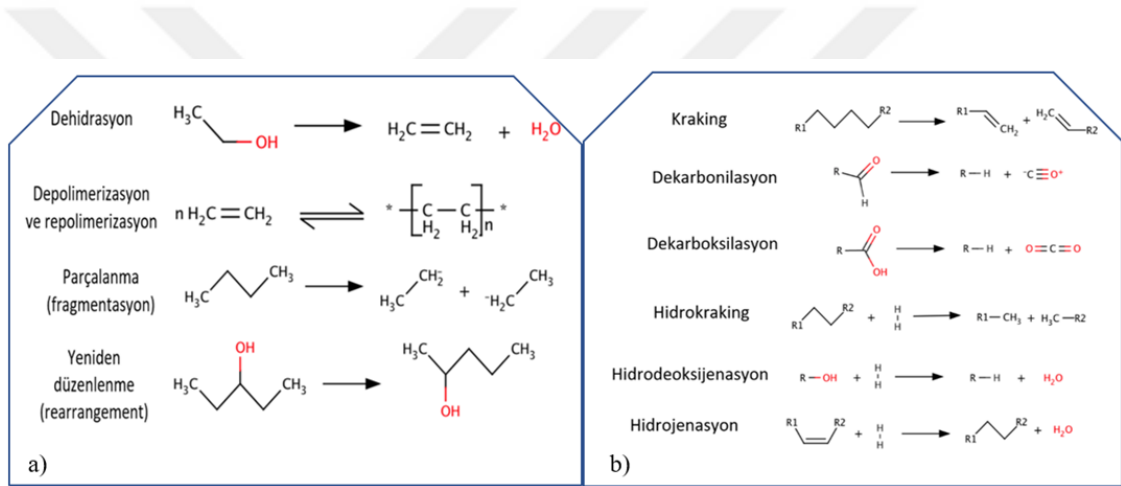 Dehidrasyon
H₃C
OH
H₂C=CH₂ + H₂O
Depolimerizasyon
ve repolimerizasyon
n H₂C=CH₂
* [ C H₂ C H₂ ]n *
Parçalanma
(fragmentasyon)
H₃C CH₃
H₃C CH₂⁻ + ⁻H₂C CH₃
Yeniden
düzenlenme
(rearrangement)
OH
H₃C CH₃
H₃C CH₃
OH
a)
Kraking
R1 R2
R1 CH₂ + H₂C R2
Dekarbonilasyon
R O H
R—H + ⁻C≡O⁺
Dekarboksilasyon
R O OH
R—H + O=C=O
Hidrokraking
R1 R2 + H H
R1—CH₃ + H₃C—R2
Hidrodeoksijenasyon
R—OH + H H
R—H + H₂O
Hidrojenasyon
R1 R2 + H H
R1 R2 + H₂O
b)